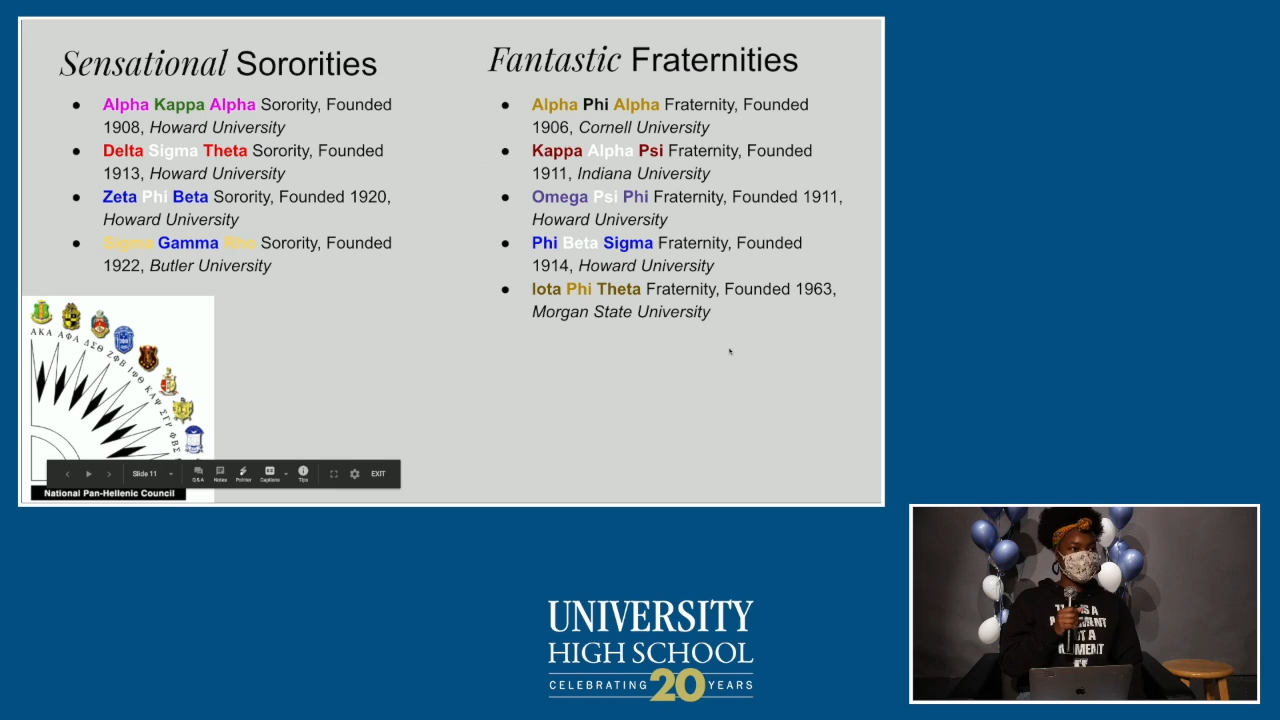 Sensational Sororities
Alpha Kappa Alpha Sorority, Founded
1908, Howard University
Delta Sigma Theta Sorority, Founded
1913, Howard University
Zeta Phi Beta Sorority, Founded 1920,
Howard University
Sigma Gamma Rho Sorority, Founded
1922, Butler University
Fantastic Fraternities
Alpha Phi Alpha Fraternity, Founded
1906, Cornell University
Kappa Alpha Psi Fraternity, Founded
1911, Indiana University
Omega Psi Phi Fraternity, Founded 1911,
Howard University
Phi Beta Sigma Fraternity, Founded
1914, Howard University
Iota Phi Theta Fraternity, Founded 1963,
Morgan State University
ΑΚΑ ΑΦΑ ΔΣΘ ΖΦΒ ΙΦΘ ΚΑΨ ΣΓΡ ΦΒΣ
Slide 11
Q&A Notes Pointer Captions Tips EXIT
National Pan-Hellenic Council
UNIVERSITY
HIGH SCHOOL
CELEBRATING 20 YEARS